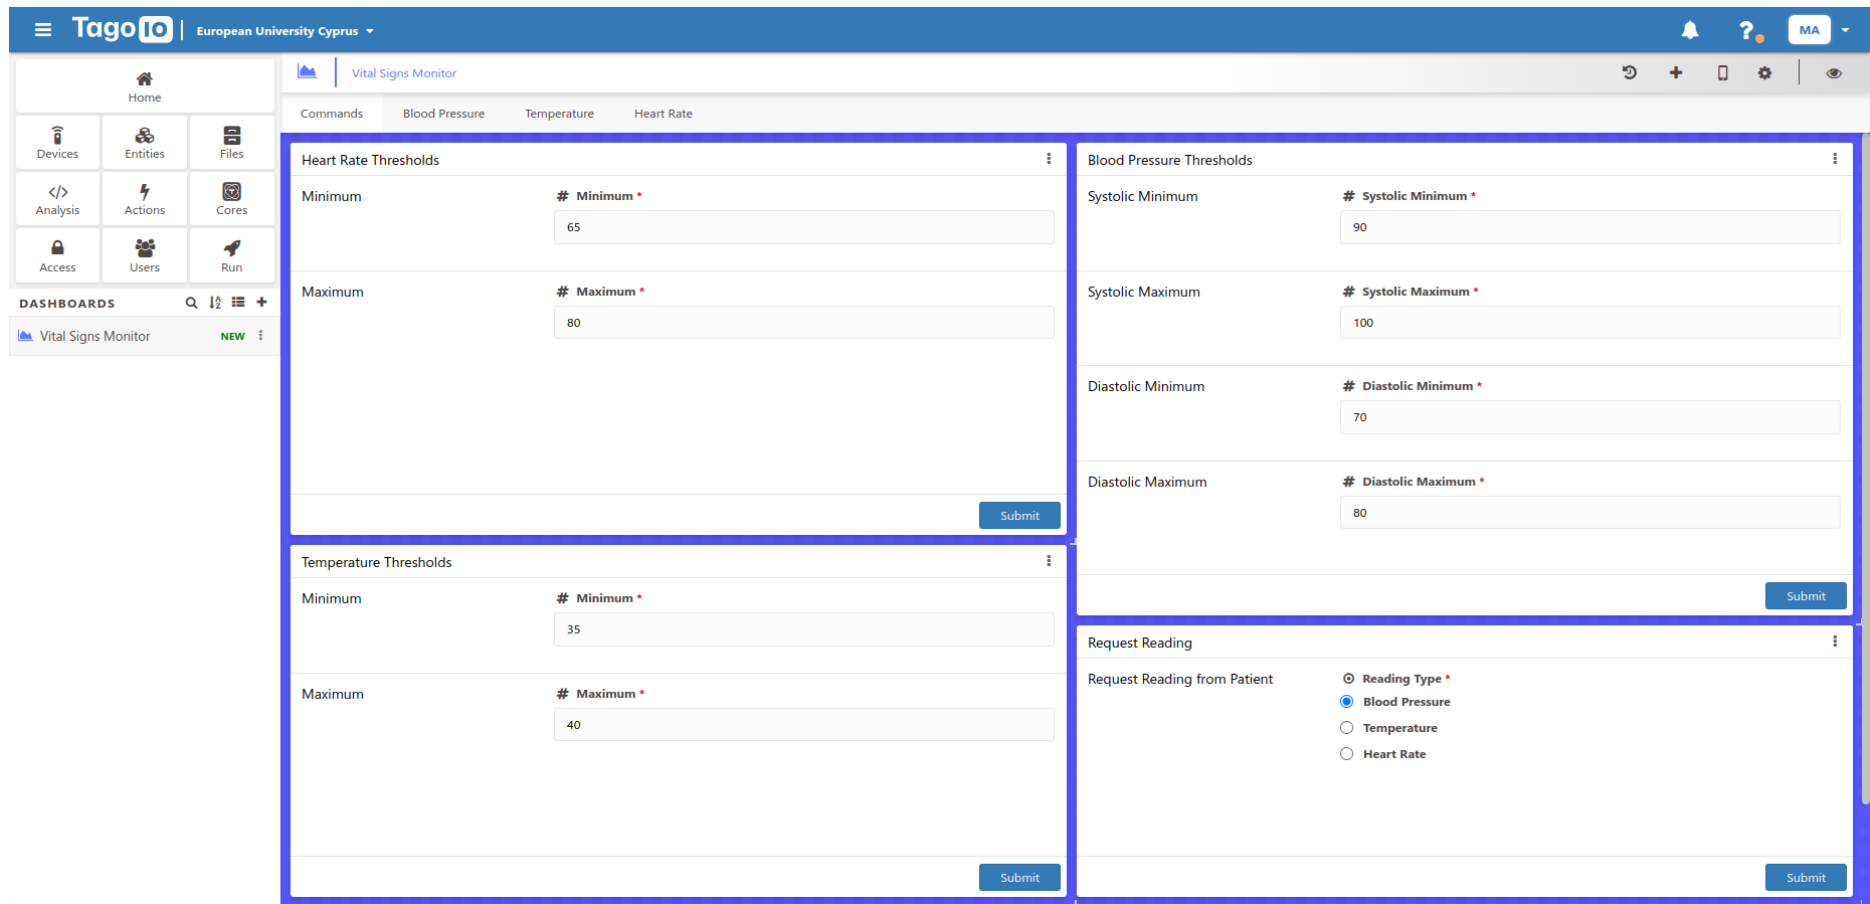 Tago IO
European University Cyprus
?
MA
Home
Devices
Entities
Files
</>
Analysis
Actions
Cores
Access
Users
Run
DASHBOARDS
Vital Signs Monitor
NEW
Vital Signs Monitor
Commands
Blood Pressure
Temperature
Heart Rate
Heart Rate Thresholds
Minimum
# Minimum *
65
Maximum
# Maximum *
80
Submit
Temperature Thresholds
Minimum
# Minimum *
35
Maximum
# Maximum *
40
Submit
Blood Pressure Thresholds
Systolic Minimum
# Systolic Minimum *
90
Systolic Maximum
# Systolic Maximum *
100
Diastolic Minimum
# Diastolic Minimum *
70
Diastolic Maximum
# Diastolic Maximum *
80
Submit
Request Reading
Request Reading from Patient
Reading Type *
Blood Pressure
Temperature
Heart Rate
Submit